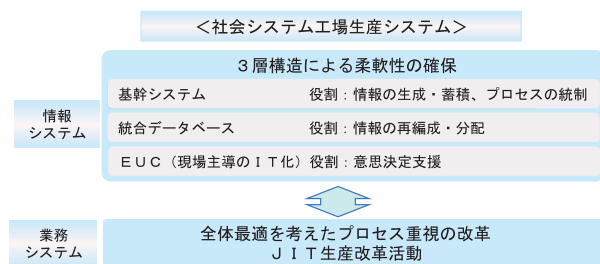 ＜社会システム工場生産システム＞
３層構造による柔軟性の確保
基幹システム　役割：情報の生成・蓄積、プロセスの統制
情報
システム
統合データベース　役割：情報の再編成・分配
ＥＵＣ（現場主導のＩＴ化）役割：意思決定支援
業務
システム
全体最適を考えたプロセス重視の改革
ＪＩＴ生産改革活動